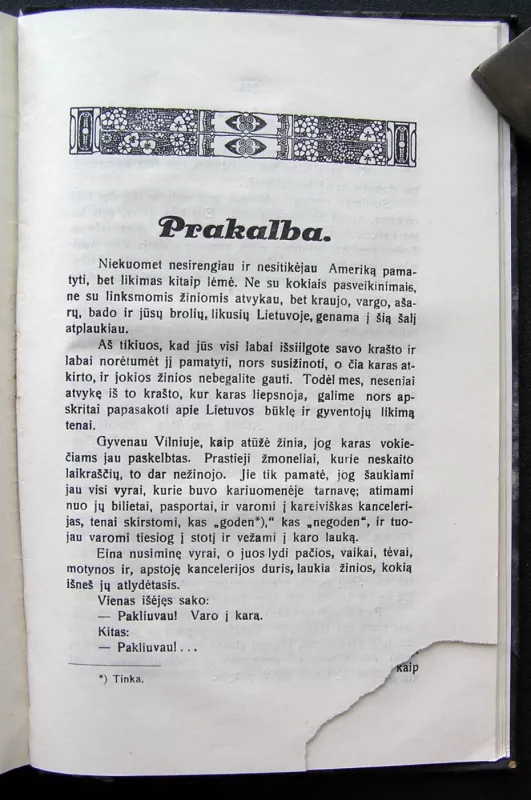 Prakalba.
Niekuomet nesirengiau ir nesitikėjau Ameriką pama-
tyti, bet likimas kitaip lėmė. Ne su kokiais pasveikinimais,
ne su linksmomis žiniomis atvykau, bet kraujo, vargo, aša-
rų, bado ir jūsų brolių, likusių Lietuvoje, genama į šią šalį
atplaukiau.
Aš tikiuos, kad jūs visi labai išsiilgote savo krašto ir
labai norėtumėt jį pamatyti, nors susižinoti, o čia karas at-
kirto, ir jokios žinios nebegalite gauti. Todėl mes, neseniai
atvykę iš to krašto, kur karas liepsnoja, galime nors ap-
skritai papasakoti apie Lietuvos būklę ir gyventojų likimą
tenai.
Gyvenau Vilniuje, kaip atūžė žinia, jog karas vokie-
čiams jau paskelbtas. Prastieji žmoneliai, kurie neskaito
laikraščių, to dar nežinojo. Jie tik pamatė, jog šaukiami
jau visi vyrai, kurie buvo kariuomenėje tarnavę; atimami
nuo jų bilietai, pasportai, ir varomi į kareiviškas kanceleri-
jas, tenai skirstomi, kas „goden*),“ kas „negoden“, ir tuo-
jau varomi tiesiog į stotį ir vežami į karo lauką.
Eina nusiminę vyrai, o juos lydi pačios, vaikai, tėvai,
motynos ir, apstoję kancelerijos duris, laukia žinios, kokią
išneš jų atlydėtasis.
Vienas išėjęs sako:
— Pakliuvau! Varo į karą.
Kitas:
— Pakliuvau!...
kaip
*) Tinka.